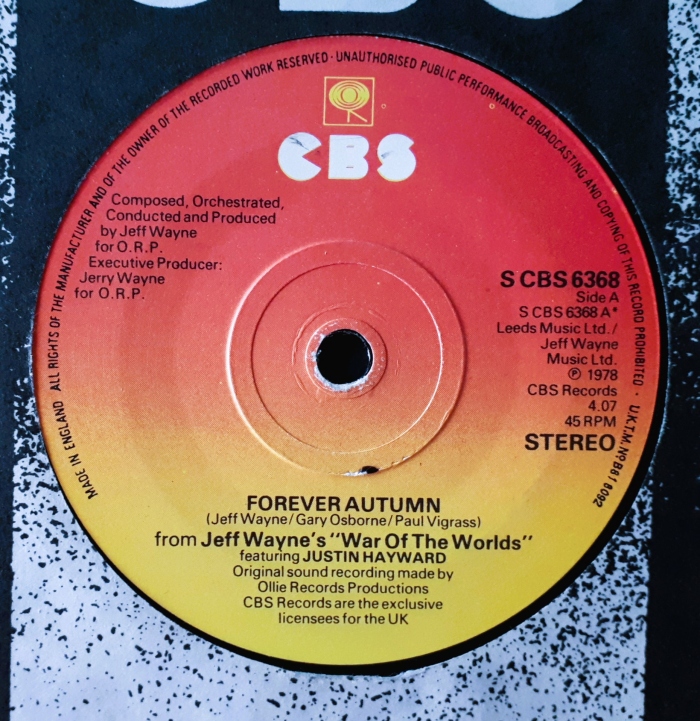 MADE IN ENGLAND ALL RIGHTS OF THE MANUFACTURER AND OF THE OWNER OF THE RECORDED WORK RESERVED · UNAUTHORISED PUBLIC PERFORMANCE BROADCASTING AND COPYING OF THIS RECORD PROHIBITED · U.K.T.M. Nº B618092
CBS
Composed, Orchestrated,
Conducted and Produced
by Jeff Wayne
for O.R.P.
Executive Producer:
Jerry Wayne
for O.R.P.
S CBS 6368
Side A
S CBS 6368 A*
Leeds Music Ltd./
Jeff Wayne
Music Ltd.
℗ 1978
CBS Records
4.07
45 RPM
STEREO
FOREVER AUTUMN
(Jeff Wayne/Gary Osborne/Paul Vigrass)
from Jeff Wayne's "War Of The Worlds"
featuring JUSTIN HAYWARD
Original sound recording made by
Ollie Records Productions
CBS Records are the exclusive
licensees for the UK